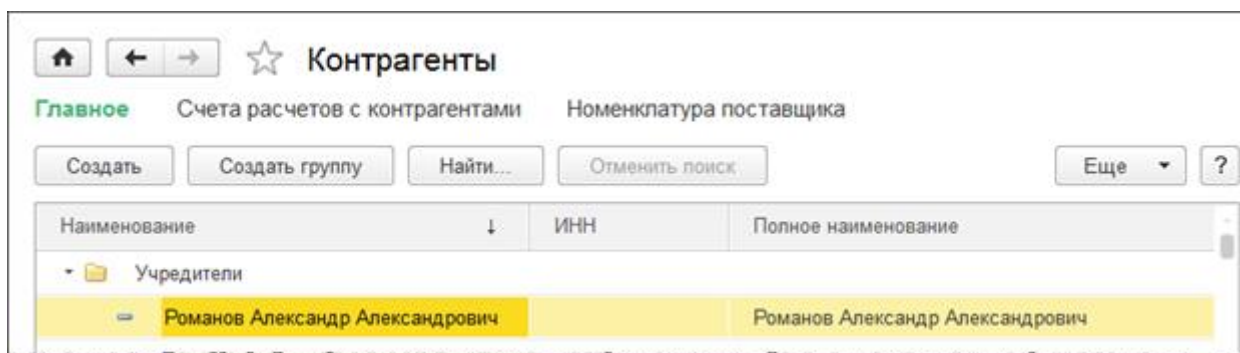 Контрагенты
Главное Счета расчетов с контрагентами Номенклатура поставщика
Создать Создать группу Найти... Отменить поиск Еще ?
Наименование ↓ ИНН Полное наименование
Учредители
Романов Александр Александрович Романов Александр Александрович